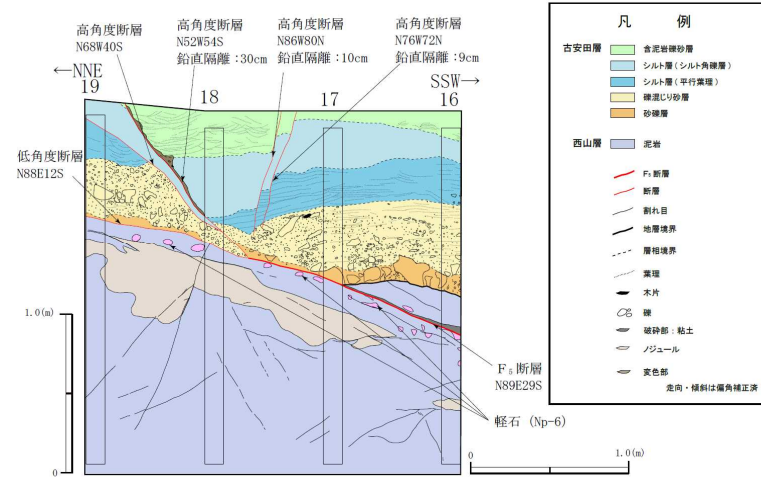 高角度断層
N68W40S
高角度断層
N52W54S
鉛直隔離:30cm
高角度断層
N86W80N
鉛直隔離:10cm
高角度断層
N76W72N
鉛直隔離:9cm
←NNE
SSW→
19
18
17
16
低角度断層
N88E12S
1.0(m)
0
F₅断層
N89E29S
軽石 (Np-6)
0
1.0(m)
凡 例
古安田層
含泥岩礫砂層
シルト層(シルト角礫層)
シルト層(平行葉理)
礫混じり砂層
砂礫層
西山層
泥岩
F₅断層
断層
割れ目
地層境界
層相境界
葉理
木片
礫
破砕部:粘土
ノジュール
変色部
走向・傾斜は偏角補正済